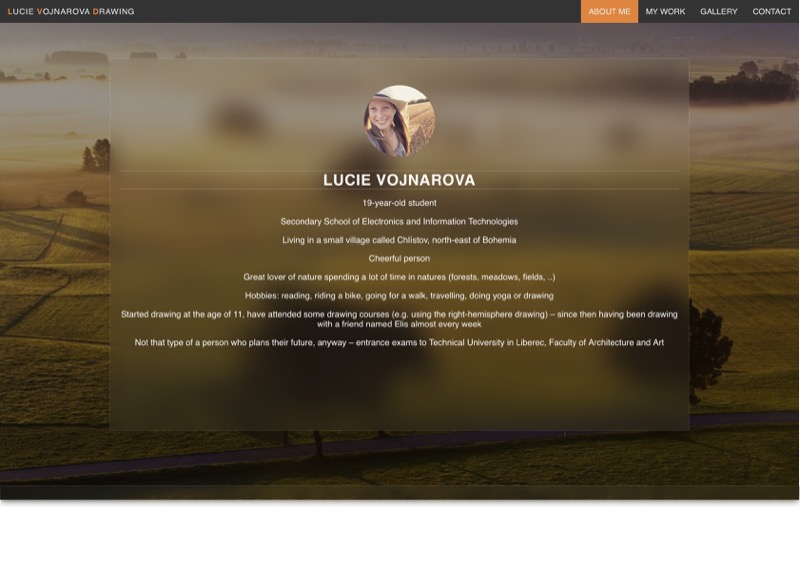 LUCIE VOJNAROVA DRAWING
ABOUT ME
MY WORK
GALLERY
CONTACT
LUCIE VOJNAROVA
19-year-old student
Secondary School of Electronics and Information Technologies
Living in a small village called Chlístov, north-east of Bohemia
Cheerful person
Great lover of nature spending a lot of time in natures (forests, meadows, fields, ..)
Hobbies: reading, riding a bike, going for a walk, travelling, doing yoga or drawing
Started drawing at the age of 11, have attended some drawing courses (e.g. using the right-hemisphere drawing) – since then having been drawing
with a friend named Elis almost every week
Not that type of a person who plans their future, anyway – entrance exams to Technical University in Liberec, Faculty of Architecture and Art